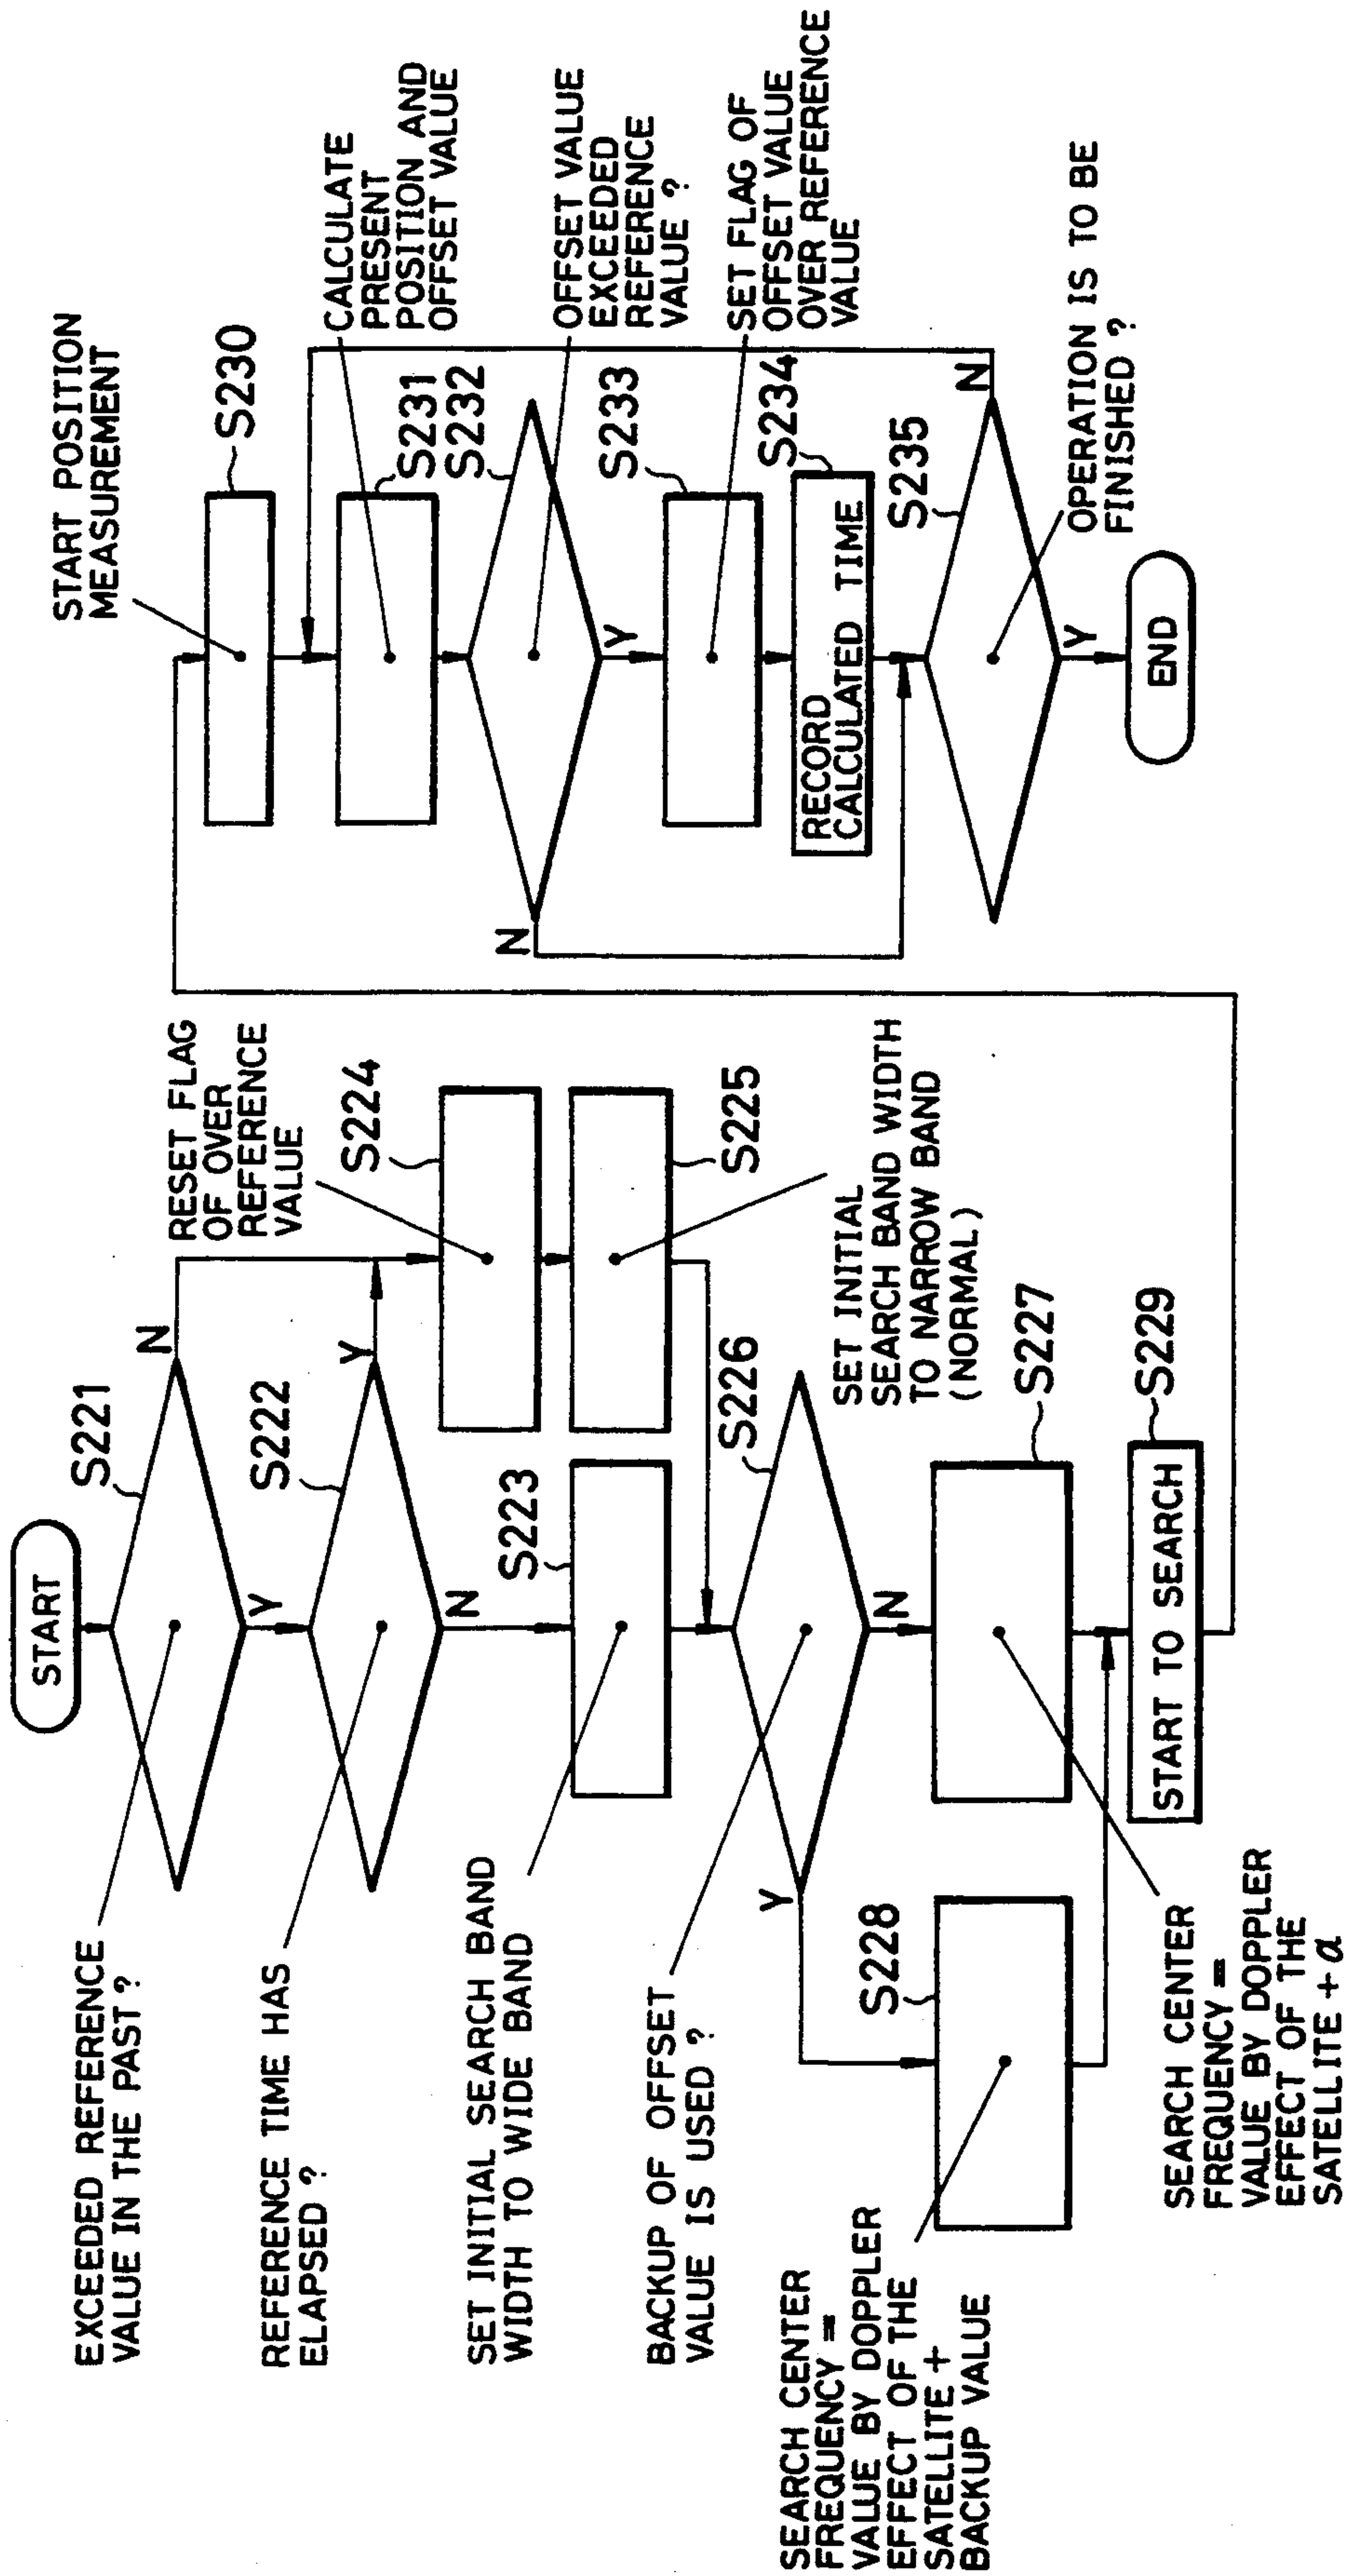 START
S221
EXCEEDED REFERENCE
VALUE IN THE PAST ?
N
Y
S222
REFERENCE TIME HAS
ELAPSED ?
Y
N
RESET FLAG
OF OVER
REFERENCE
VALUE
S224
S223
SET INITIAL SEARCH BAND
WIDTH TO WIDE BAND
S225
SET INITIAL
SEARCH BAND WIDTH
TO NARROW BAND
(NORMAL)
S226
BACKUP OF OFFSET
VALUE IS USED ?
Y
N
S228
SEARCH CENTER
FREQUENCY =
VALUE BY DOPPLER
EFFECT OF THE
SATELLITE +
BACKUP VALUE
S227
SEARCH CENTER
FREQUENCY =
VALUE BY DOPPLER
EFFECT OF THE
SATELLITE + α
S229
START TO SEARCH
START POSITION
MEASUREMENT
S230
CALCULATE
PRESENT
POSITION AND
OFFSET VALUE
S231
S232
OFFSET VALUE
EXCEEDED
REFERENCE
VALUE ?
N
Y
S233
SET FLAG OF
OFFSET VALUE
OVER REFERENCE
VALUE
S234
RECORD
CALCULATED TIME
S235
N
OPERATION IS TO BE
FINISHED ?
Y
END